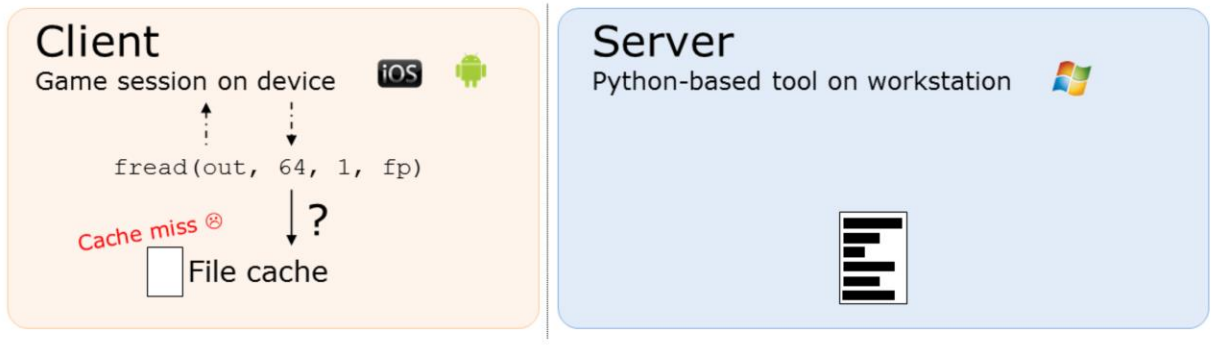 Client
Game session on device
iOS
fread(out, 64, 1, fp)
?
Cache miss ☹
File cache
Server
Python-based tool on workstation